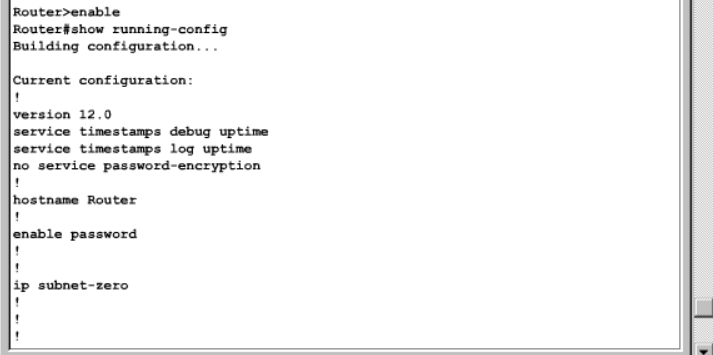 Router>enable
Router#show running-config
Building configuration...
Current configuration:
!
version 12.0
service timestamps debug uptime
service timestamps log uptime
no service password-encryption
!
hostname Router
!
enable password
!
!
ip subnet-zero
!
!
!